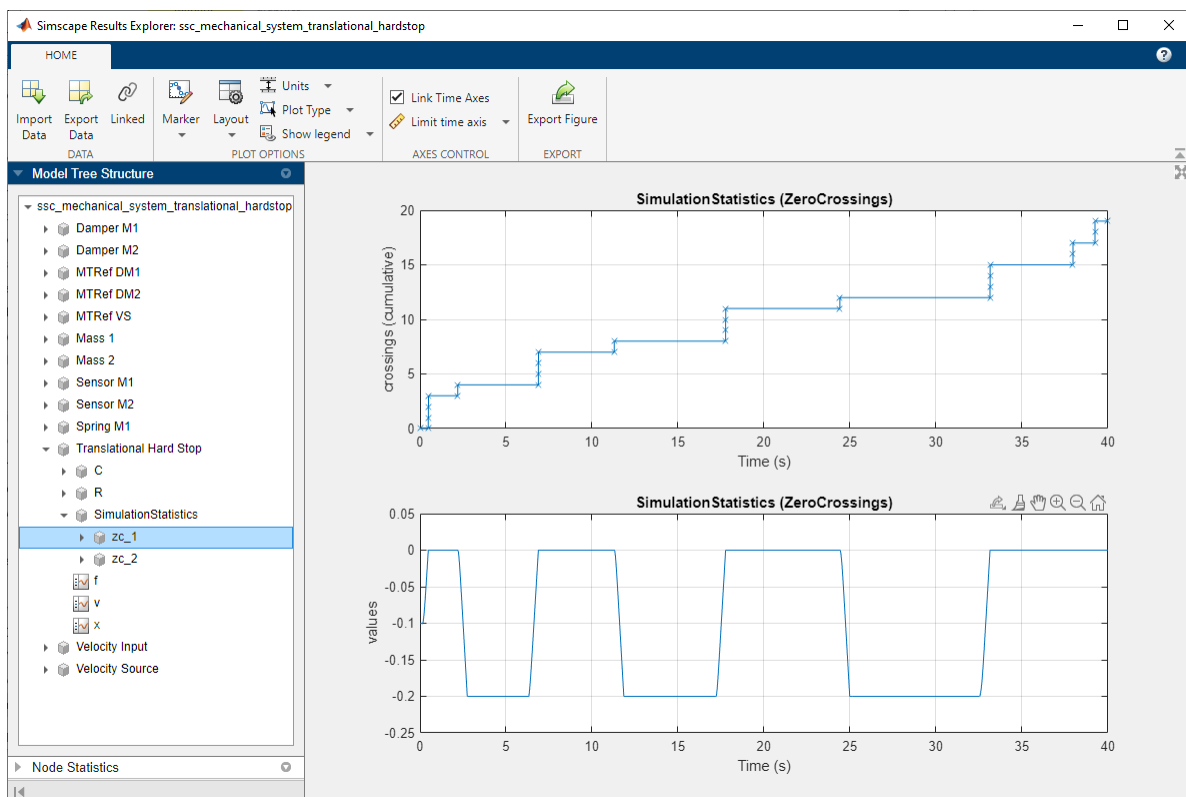 Simscape Results Explorer: ssc_mechanical_system_translational_hardstop
HOME
?
Import Data
Export Data
Linked
DATA
Marker
Layout
Units
Plot Type
Show legend
PLOT OPTIONS
Link Time Axes
Limit time axis
AXES CONTROL
Export Figure
EXPORT
Model Tree Structure
ssc_mechanical_system_translational_hardstop
Damper M1
Damper M2
MTRef DM1
MTRef DM2
MTRef VS
Mass 1
Mass 2
Sensor M1
Sensor M2
Spring M1
Translational Hard Stop
C
R
SimulationStatistics
zc_1
zc_2
f
v
x
Velocity Input
Velocity Source
Node Statistics
SimulationStatistics (ZeroCrossings)
crossings (cumulative)
20
15
10
5
0
0 5 10 15 20 25 30 35 40
Time (s)
SimulationStatistics (ZeroCrossings)
values
0.05
0
-0.05
-0.1
-0.15
-0.2
-0.25
0 5 10 15 20 25 30 35 40
Time (s)